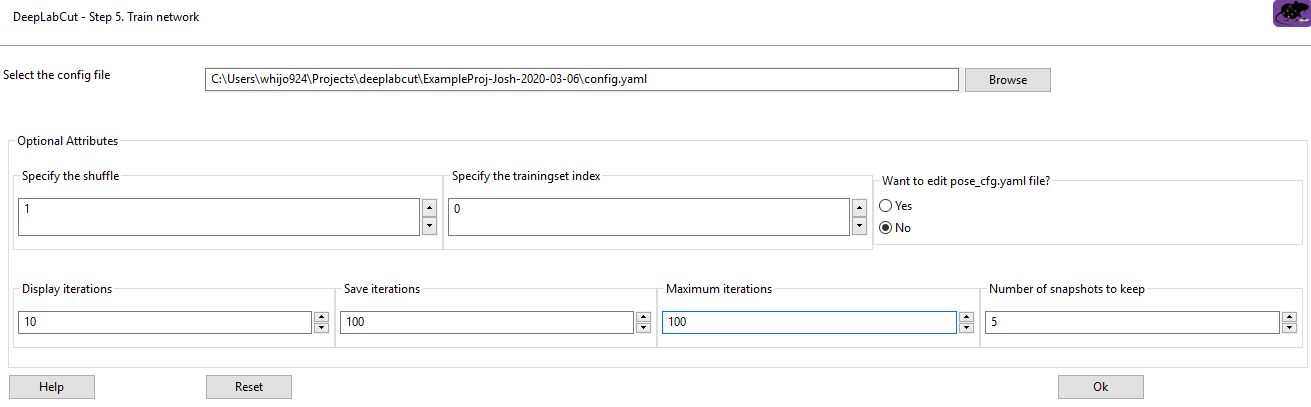 DeepLabCut - Step 5. Train network
Select the config file
C:\Users\whijo924\Projects\deeplabcut\ExampleProj-Josh-2020-03-06\config.yaml
Browse
Optional Attributes
Specify the shuffle
Specify the trainingset index
Want to edit pose_cfg.yaml file?
1
0
Yes
No
Display iterations
Save iterations
Maximum iterations
Number of snapshots to keep
10
100
100
5
Help
Reset
Ok